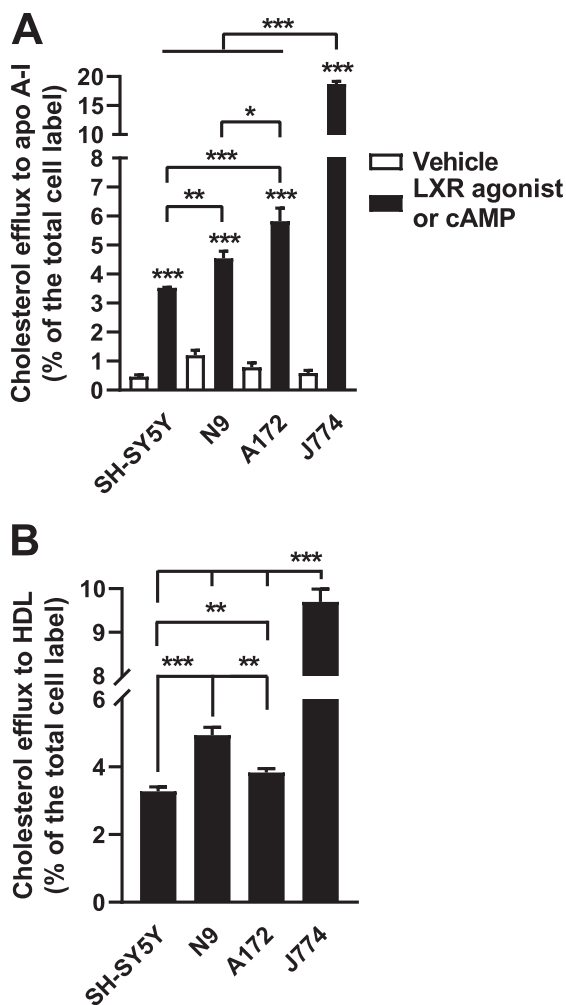 A
***
***
20
15
10
*
8
***
7
**
***
6
***
5
***
4
3
2
1
0
Cholesterol efflux to apo A-I
(% of the total cell label)
Vehicle
LXR agonist
or cAMP
SH-SY5Y
N9
A172
J774
B
***
10
**
9
***
**
8
6
4
2
0
Cholesterol efflux to HDL
(% of the total cell label)
SH-SY5Y
N9
A172
J774